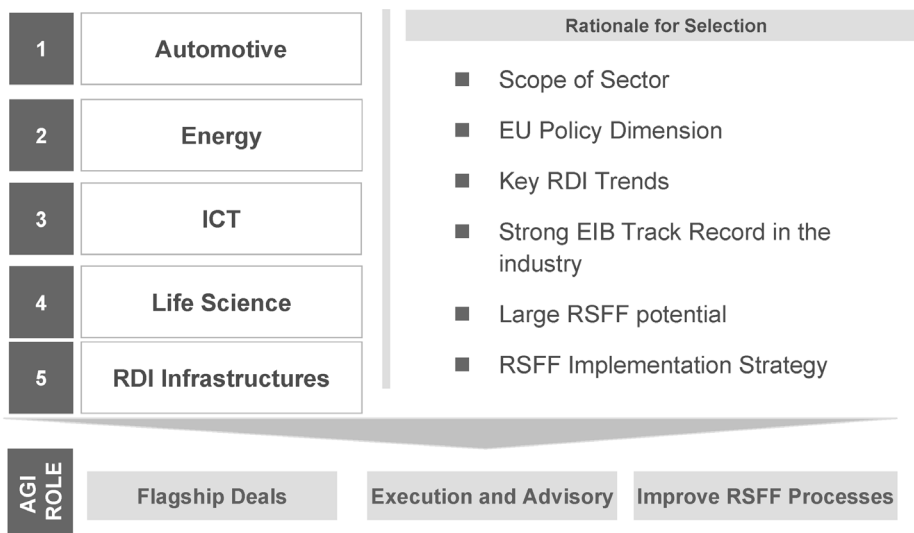 1
Automotive
2
Energy
3
ICT
4
Life Science
5
RDI Infrastructures
Rationale for Selection
Scope of Sector
EU Policy Dimension
Key RDI Trends
Strong EIB Track Record in the
industry
Large RSFF potential
RSFF Implementation Strategy
AGI
ROLE
Flagship Deals
Execution and Advisory
Improve RSFF Processes